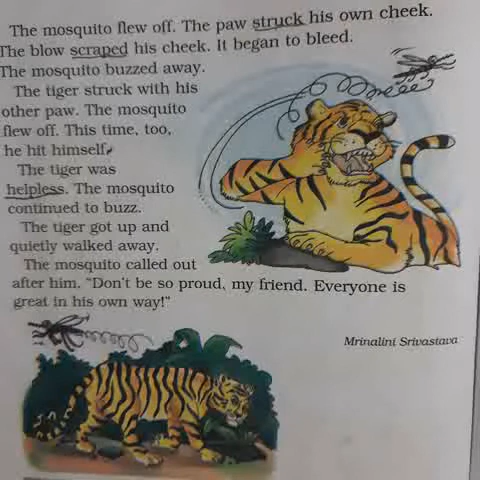 The mosquito flew off. The paw struck his own cheek.
The blow scraped his cheek. It began to bleed.
The mosquito buzzed away.
The tiger struck with his
other paw. The mosquito
flew off. This time, too,
he hit himself.
The tiger was
helpless. The mosquito
continued to buzz.
The tiger got up and
quietly walked away.
The mosquito called out
after him. "Don't be so proud, my friend. Everyone is
great in his own way!"
Mrinalini Srivastava